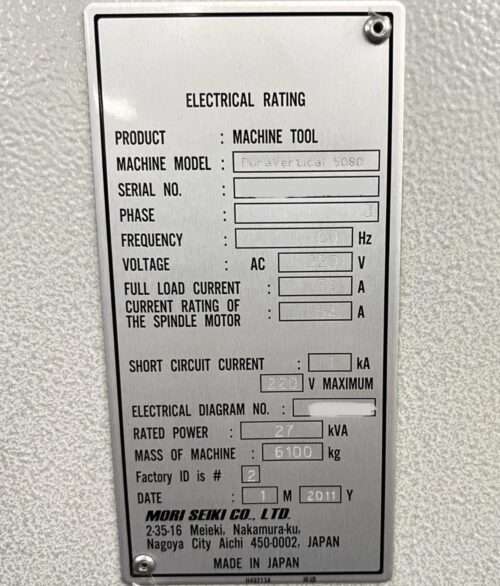 ELECTRICAL RATING
PRODUCT : MACHINE TOOL
MACHINE MODEL : DuraVertical 5080
SERIAL NO. :
PHASE : 3
FREQUENCY : 60 Hz
VOLTAGE : AC 220 V
FULL LOAD CURRENT : A
CURRENT RATING OF
THE SPINDLE MOTOR : A
SHORT CIRCUIT CURRENT : kA
220 V MAXIMUM
ELECTRICAL DIAGRAM NO. :
RATED POWER : 27 kVA
MASS OF MACHINE : 6100 kg
Factory ID is # 2
DATE : 1 M 2011 Y
MORI SEIKI CO., LTD.
2-35-16 Meieki, Nakamura-ku,
Nagoya City Aichi 450-0002, JAPAN
MADE IN JAPAN